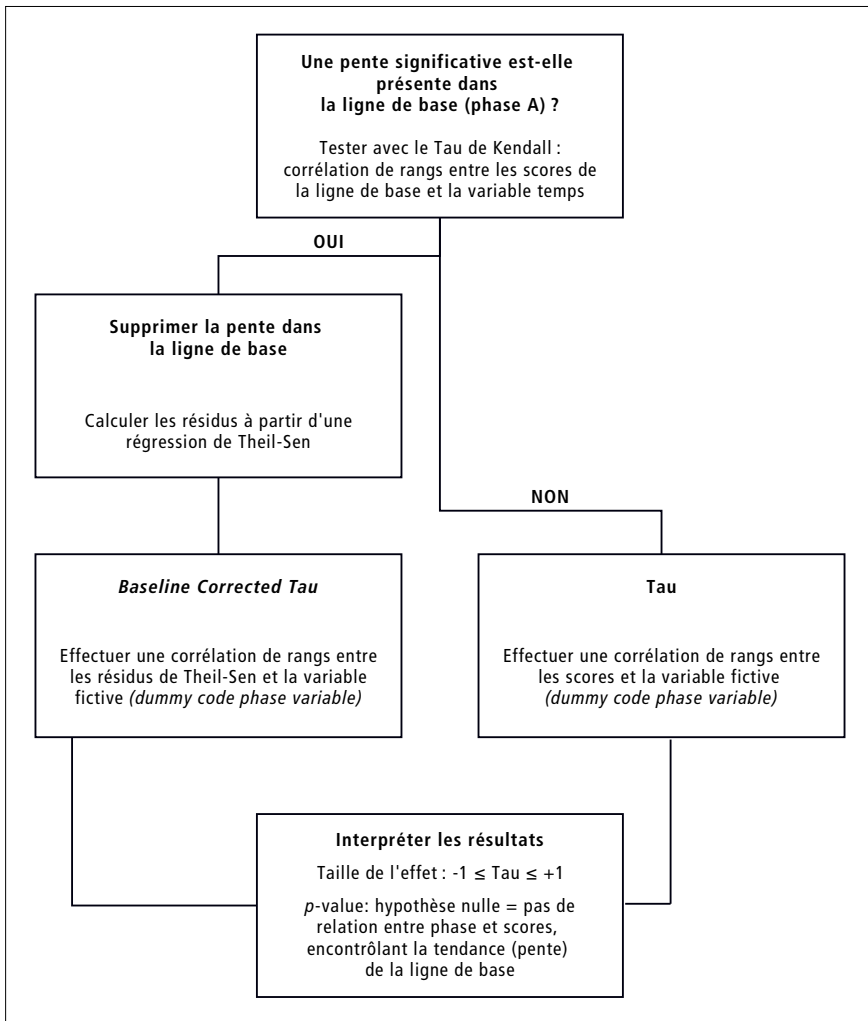 Une pente significative est-elle
présente dans
la ligne de base (phase A) ?
Tester avec le Tau de Kendall :
corrélation de rangs entre les scores de
la ligne de base et la variable temps
OUI
Supprimer la pente dans
la ligne de base
Calculer les résidus à partir d'une
régression de Theil-Sen
NON
Baseline Corrected Tau
Effectuer une corrélation de rangs entre
les résidus de Theil-Sen et la variable
fictive (dummy code phase variable)
Tau
Effectuer une corrélation de rangs entre
les scores et la variable fictive
(dummy code phase variable)
Interpréter les résultats
Taille de l'effet : -1 ≤ Tau ≤ +1
p-value: hypothèse nulle = pas de
relation entre phase et scores,
encontrôlant la tendance (pente)
de la ligne de base